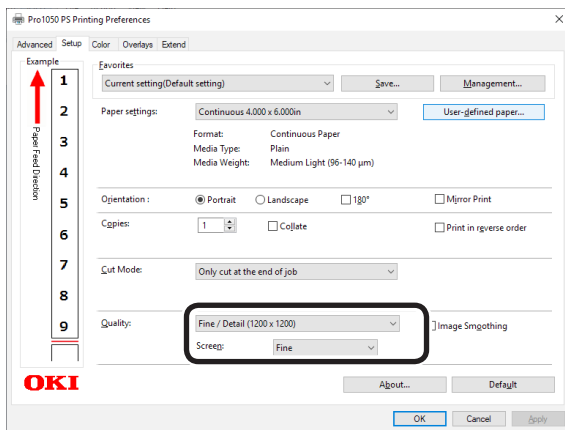 Pro1050 PS Printing Preferences
Advanced Setup Color Overlays Extend
Example
Paper Feed Direction
1
2
3
4
5
6
7
8
9
OKI
Favorites
Current setting(Default setting) Save... Management...
Paper settings: Continuous 4.000 x 6.000in User-defined paper...
Format: Continuous Paper
Media Type: Plain
Media Weight: Medium Light (96-140 µm)
Orientation : Portrait Landscape 180° Mirror Print
Copies: 1 Collate Print in reverse order
Cut Mode: Only cut at the end of job
Quality: Fine / Detail (1200 x 1200) Image Smoothing
Screen: Fine
About... Default
OK Cancel Apply